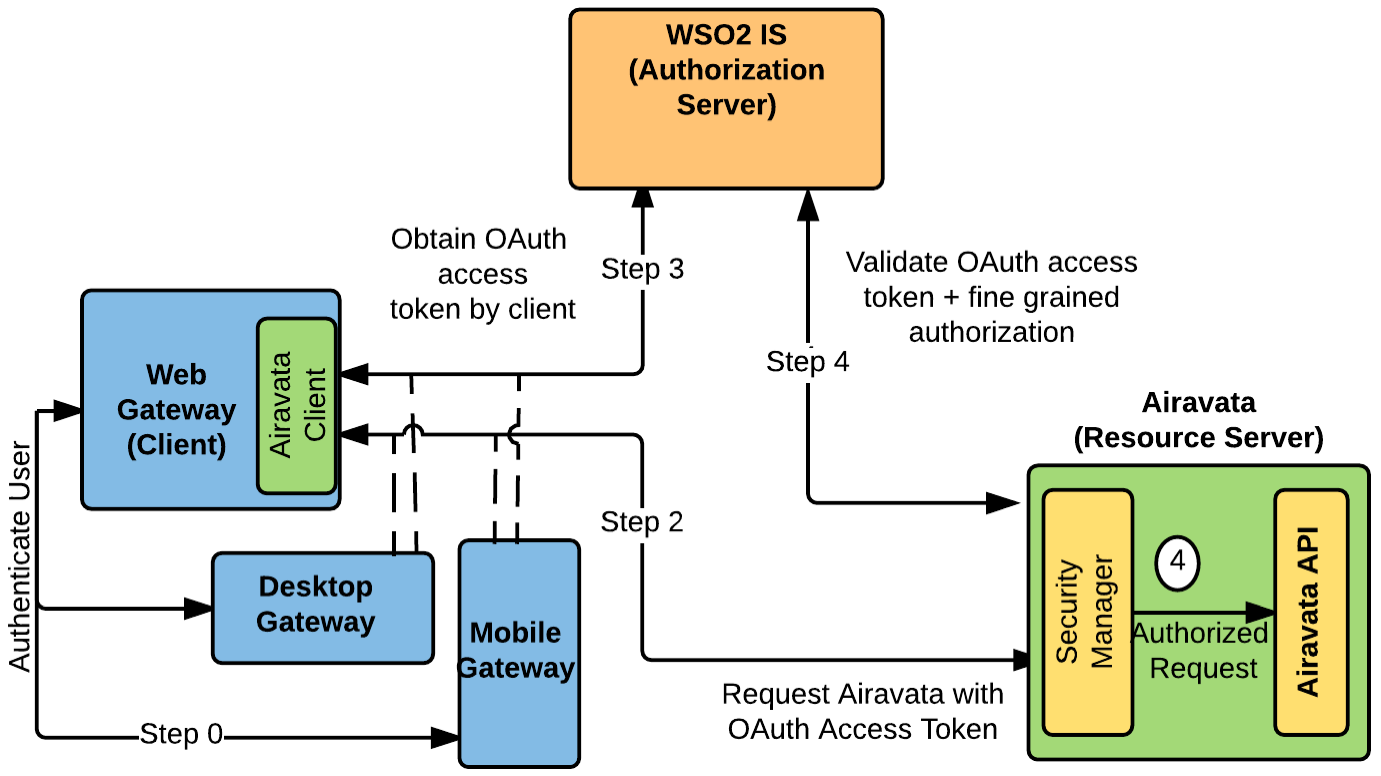 WSO2 IS
(Authorization
Server)
Obtain OAuth
access
token by client
Step 3
Validate OAuth access
token + fine grained
authorization
Step 4
Web
Gateway
(Client)
Airavata
Client
Airavata
(Resource Server)
Authenticate User
Step 2
Desktop
Gateway
Mobile
Gateway
Security
Manager
4
Authorized
Request
Airavata API
Request Airavata with
OAuth Access Token
Step 0